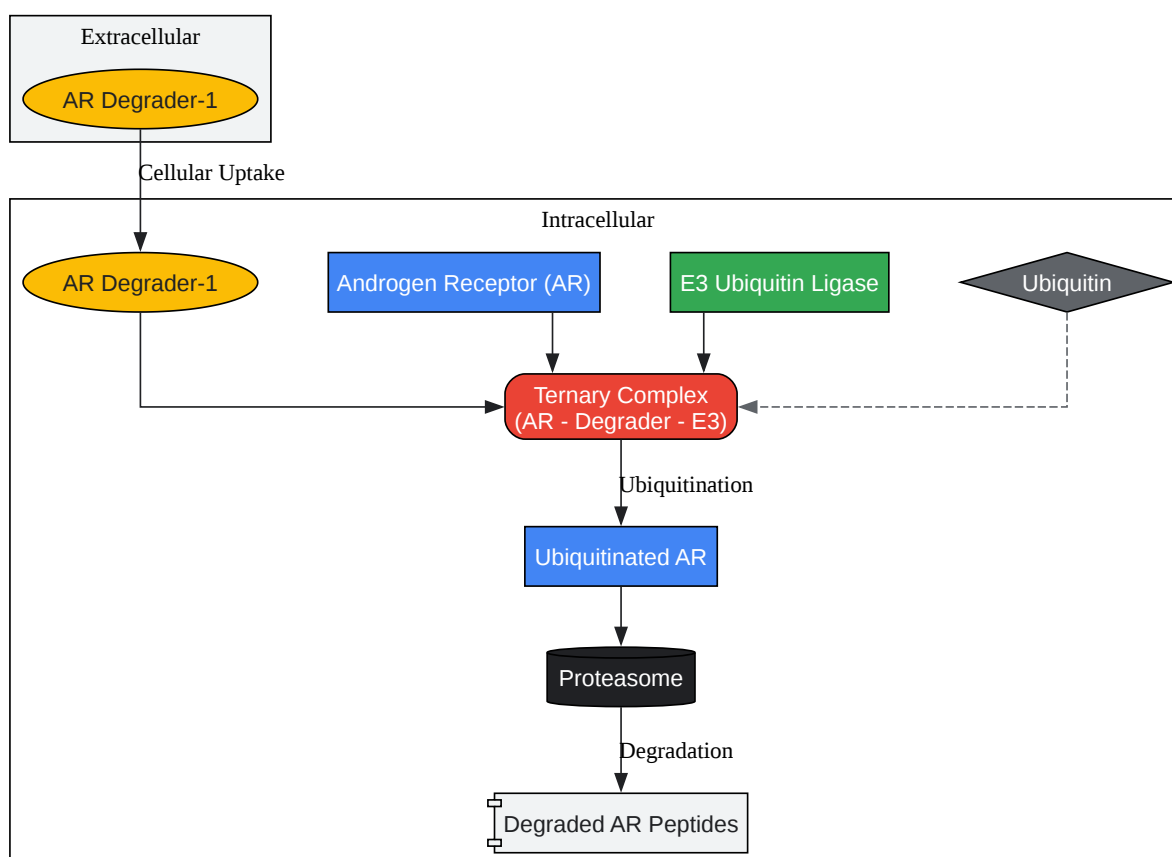 Extracellular
AR Degrader-1
Cellular Uptake
Intracellular
AR Degrader-1
Androgen Receptor (AR)
E3 Ubiquitin Ligase
Ubiquitin
Ternary Complex
(AR - Degrader - E3)
Ubiquitination
Ubiquitinated AR
Proteasome
Degradation
Degraded AR Peptides